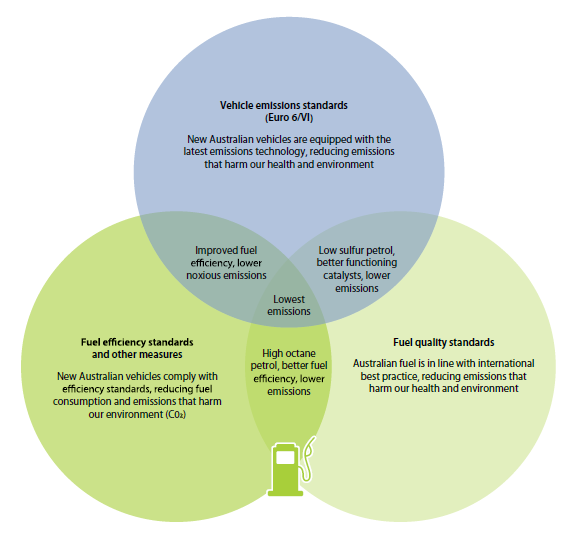 Vehicle emissions standards
(Euro 6/VI)
New Australian vehicles are equipped with the
latest emissions technology, reducing emissions
that harm our health and environment
Improved fuel
efficiency, lower
noxious emissions
Low sulfur petrol,
better functioning
catalysts, lower
emissions
Lowest
emissions
Fuel efficiency standards
and other measures
New Australian vehicles comply with
efficiency standards, reducing fuel
consumption and emissions that harm
our environment (C02)
High octane
petrol, better fuel
efficiency, lower
emissions
Fuel quality standards
Australian fuel is in line with international
best practice, reducing emissions that
harm our health and environment